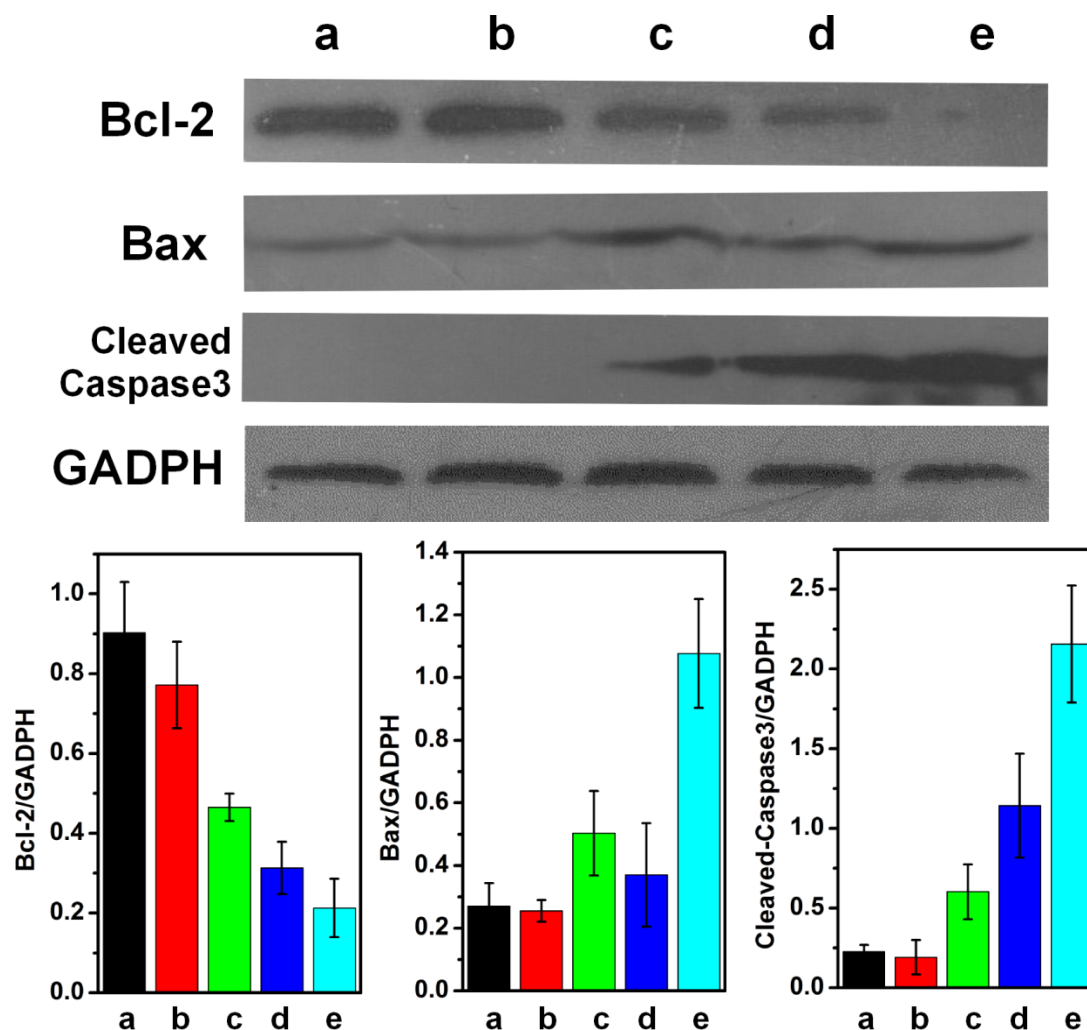 a b c d e
Bcl-2
Bax
Cleaved
Caspase3
GADPH
Bcl-2/GADPH
1.0
0.8
0.6
0.4
0.2
0.0
a b c d e
Bax/GADPH
1.4
1.2
1.0
0.8
0.6
0.4
0.2
0.0
a b c d e
Cleaved-Caspase3/GADPH
2.5
2.0
1.5
1.0
0.5
0.0
a b c d e